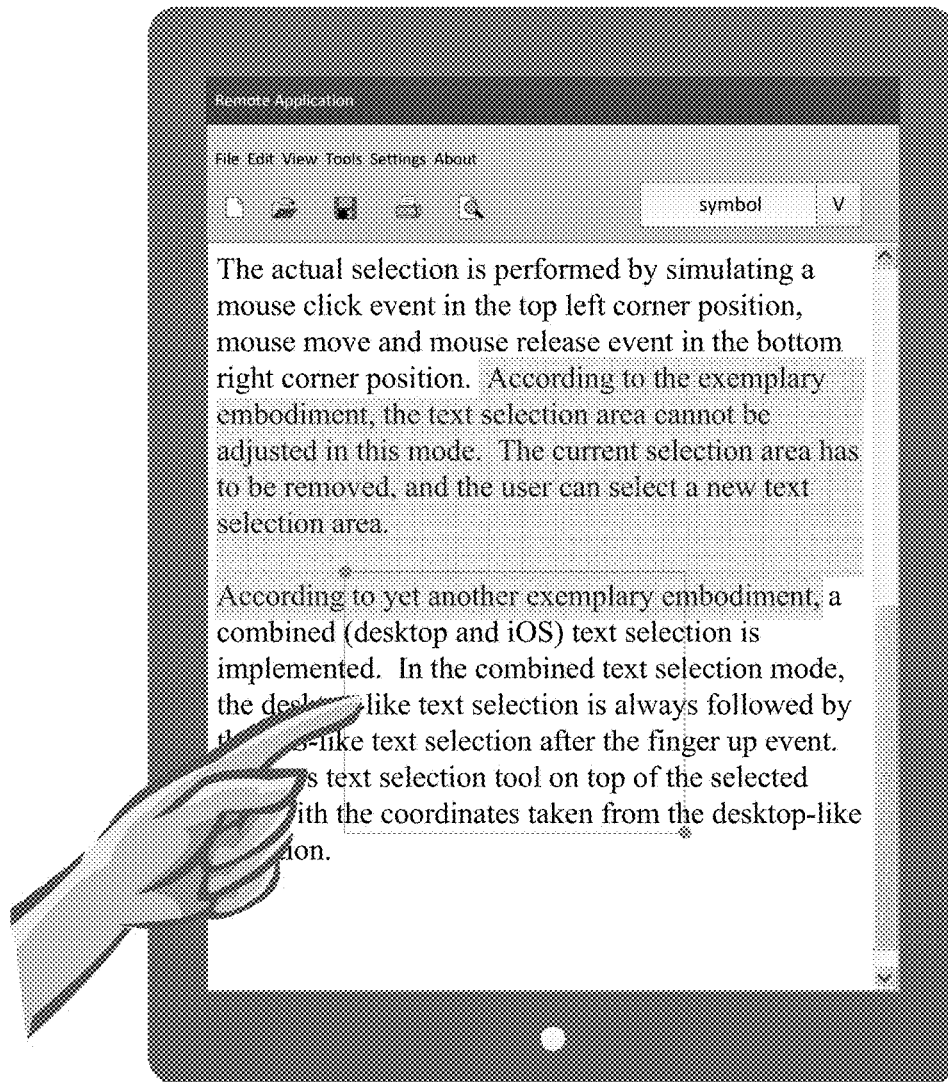 Remote Application
File Edit View Tools Settings About
symbol V
The actual selection is performed by simulating a
mouse click event in the top left corner position,
mouse move and mouse release event in the bottom
right corner position. According to the exemplary
embodiment, the text selection area cannot be
adjusted in this mode. The current selection area has
to be removed, and the user can select a new text
selection area.
According to yet another exemplary embodiment, a
combined (desktop and iOS) text selection is
implemented. In the combined text selection mode,
the desktop-like text selection is always followed by
-like text selection after the finger up event.
text selection tool on top of the selected
the coordinates taken from the desktop-like